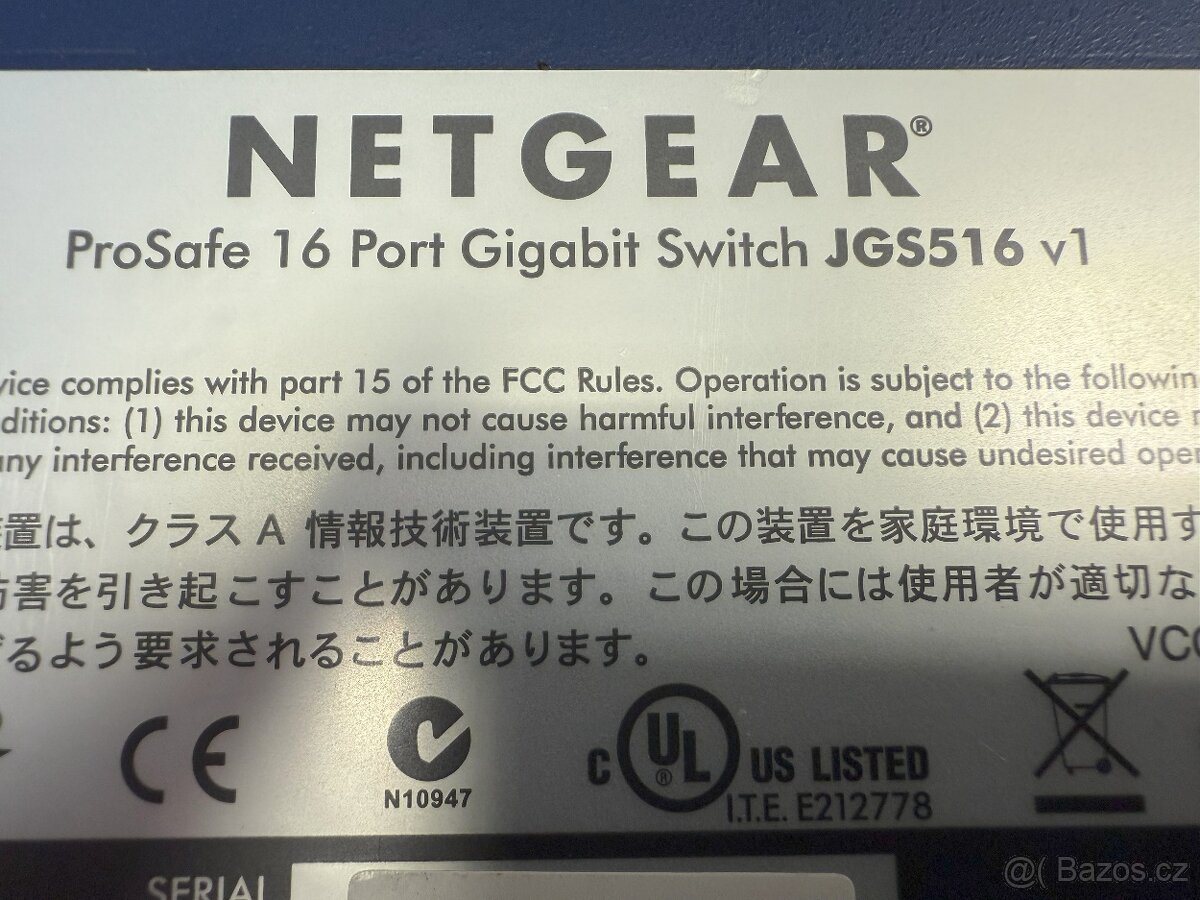 NETGEAR®
ProSafe 16 Port Gigabit Switch JGS516 v1
vice complies with part 15 of the FCC Rules. Operation is subject to the followin
ditions: (1) this device may not cause harmful interference, and (2) this device
any interference received, including interference that may cause undesired oper
装置は、クラス A 情報技術装置です。この装置を家庭環境で使用す
妨害を引き起こすことがあります。この場合には使用者が適切な
ずるよう要求されることがあります。
VCC
CE
N10947
C UL® US LISTED
I.T.E. E212778
SERIAL
@( Bazos.cz